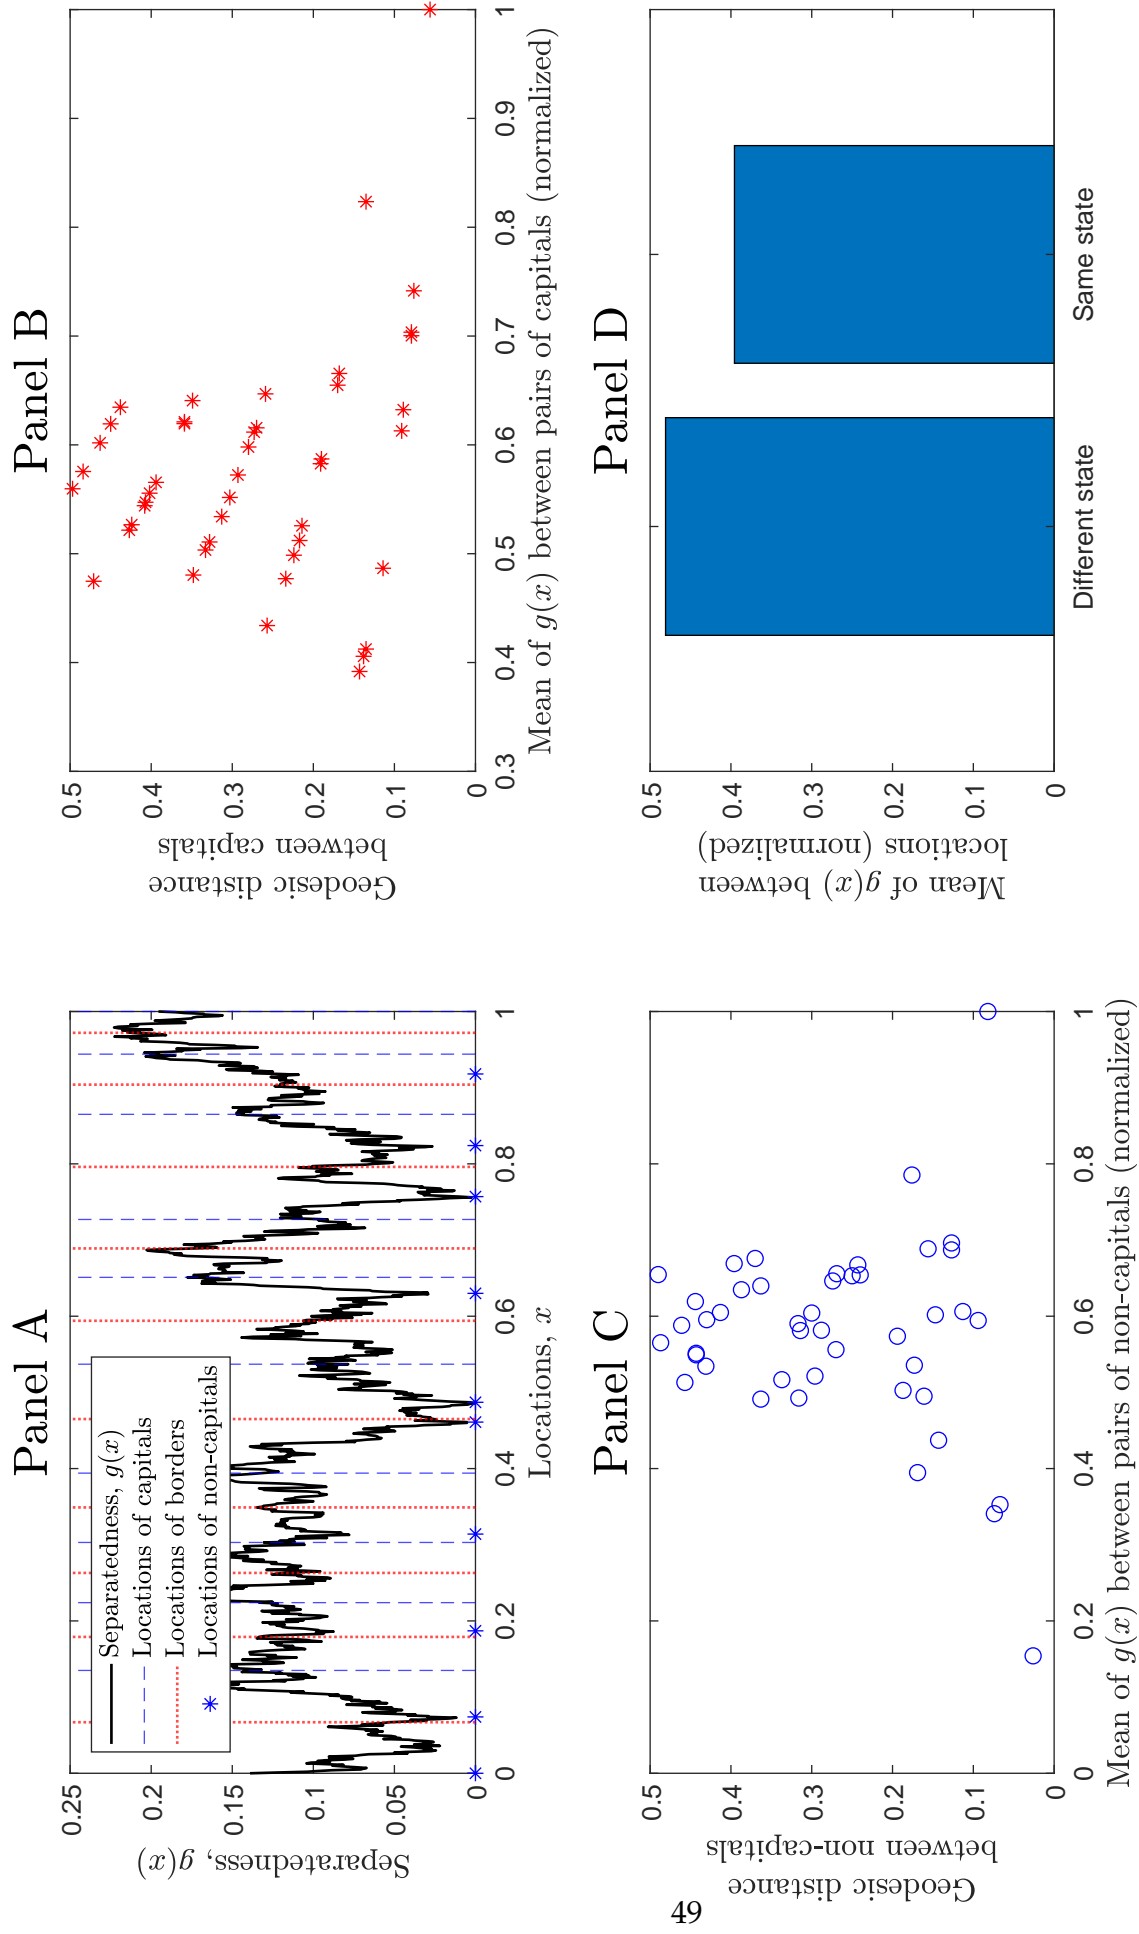 Panel A
0.25
0.2
0.15
0.1
0.05
0
Separatedness, g(x)
Separatedness, g(x)
Locations of capitals
Locations of borders
Locations of non-capitals
0
0.2
0.4
0.6
0.8
1
Locations, x
Panel B
0.5
0.4
0.3
0.2
0.1
0
Geodesic distance
between capitals
0.3
0.4
0.5
0.6
0.7
0.8
0.9
1
Mean of g(x) between pairs of capitals (normalized)
Panel C
0.5
0.4
0.3
0.2
0.1
0
Geodesic distance
between non-capitals
0
0.2
0.4
0.6
0.8
1
Mean of g(x) between pairs of non-capitals (normalized)
Panel D
0.5
0.4
0.3
0.2
0.1
0
Mean of g(x) between
locations (normalized)
Different state
Same state
49